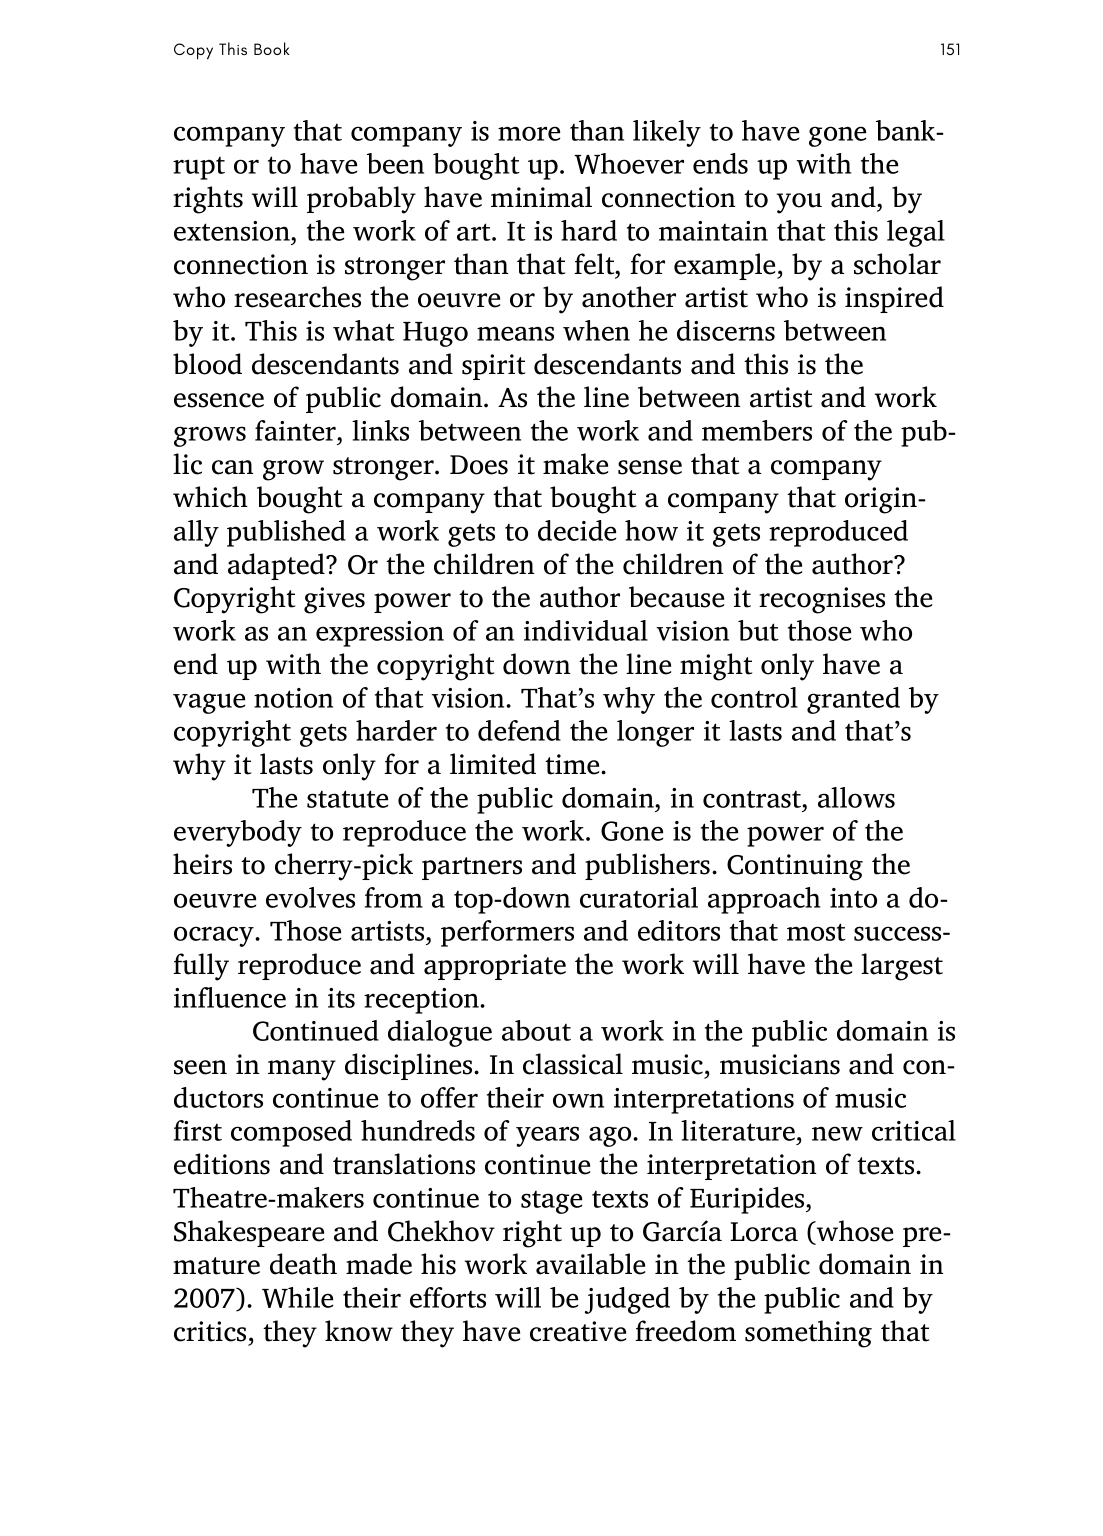 Copy This Book 151
company that company is more than likely to have gone bank-
rupt or to have been bought up. Whoever ends up with the
rights will probably have minimal connection to you and, by
extension, the work of art. It is hard to maintain that this legal
connection is stronger than that felt, for example, by a scholar
who researches the oeuvre or by another artist who is inspired
by it. This is what Hugo means when he discerns between
blood descendants and spirit descendants and this is the
essence of public domain. As the line between artist and work
grows fainter, links between the work and members of the pub-
lic can grow stronger. Does it make sense that a company
which bought a company that bought a company that origin-
ally published a work gets to decide how it gets reproduced
and adapted? Or the children of the children of the author?
Copyright gives power to the author because it recognises the
work as an expression of an individual vision but those who
end up with the copyright down the line might only have a
vague notion of that vision. That’s why the control granted by
copyright gets harder to defend the longer it lasts and that’s
why it lasts only for a limited time.
The statute of the public domain, in contrast, allows
everybody to reproduce the work. Gone is the power of the
heirs to cherry-pick partners and publishers. Continuing the
oeuvre evolves from a top-down curatorial approach into a do-
ocracy. Those artists, performers and editors that most success-
fully reproduce and appropriate the work will have the largest
influence in its reception.
Continued dialogue about a work in the public domain is
seen in many disciplines. In classical music, musicians and con-
ductors continue to offer their own interpretations of music
first composed hundreds of years ago. In literature, new critical
editions and translations continue the interpretation of texts.
Theatre-makers continue to stage texts of Euripides,
Shakespeare and Chekhov right up to García Lorca (whose pre-
mature death made his work available in the public domain in
2007). While their efforts will be judged by the public and by
critics, they know they have creative freedom something that